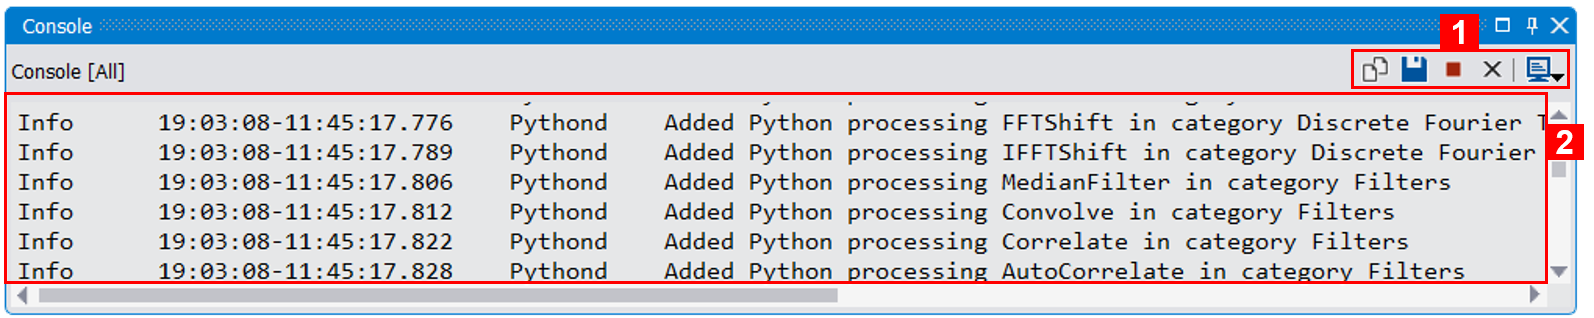 Console
1
Console [All]
Python processing
Info 19:03:08-11:45:17.776 Pythond Added Python processing FFTShift in category Discrete Fourier
Info 19:03:08-11:45:17.789 Pythond Added Python processing IFFTShift in category Discrete Fourier
2
Info 19:03:08-11:45:17.806 Pythond Added Python processing MedianFilter in category Filters
Info 19:03:08-11:45:17.812 Pythond Added Python processing Convolve in category Filters
Info 19:03:08-11:45:17.822 Pythond Added Python processing Correlate in category Filters
Info 19:03:08-11:45:17.828 Pythond Added Python processing AutoCorrelate in category Filters